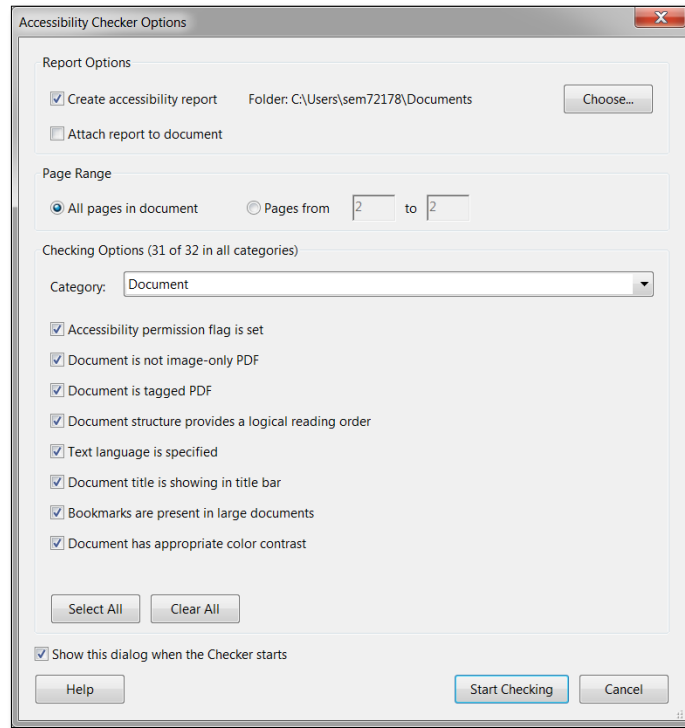 Accessibility Checker Options
Report Options
Create accessibility report Folder: C:\Users\sem72178\Documents Choose...
Attach report to document
Page Range
All pages in document Pages from 2 to 2
Checking Options (31 of 32 in all categories)
Category: Document
Accessibility permission flag is set
Document is not image-only PDF
Document is tagged PDF
Document structure provides a logical reading order
Text language is specified
Document title is showing in title bar
Bookmarks are present in large documents
Document has appropriate color contrast
Select All Clear All
Show this dialog when the Checker starts
Help Start Checking Cancel